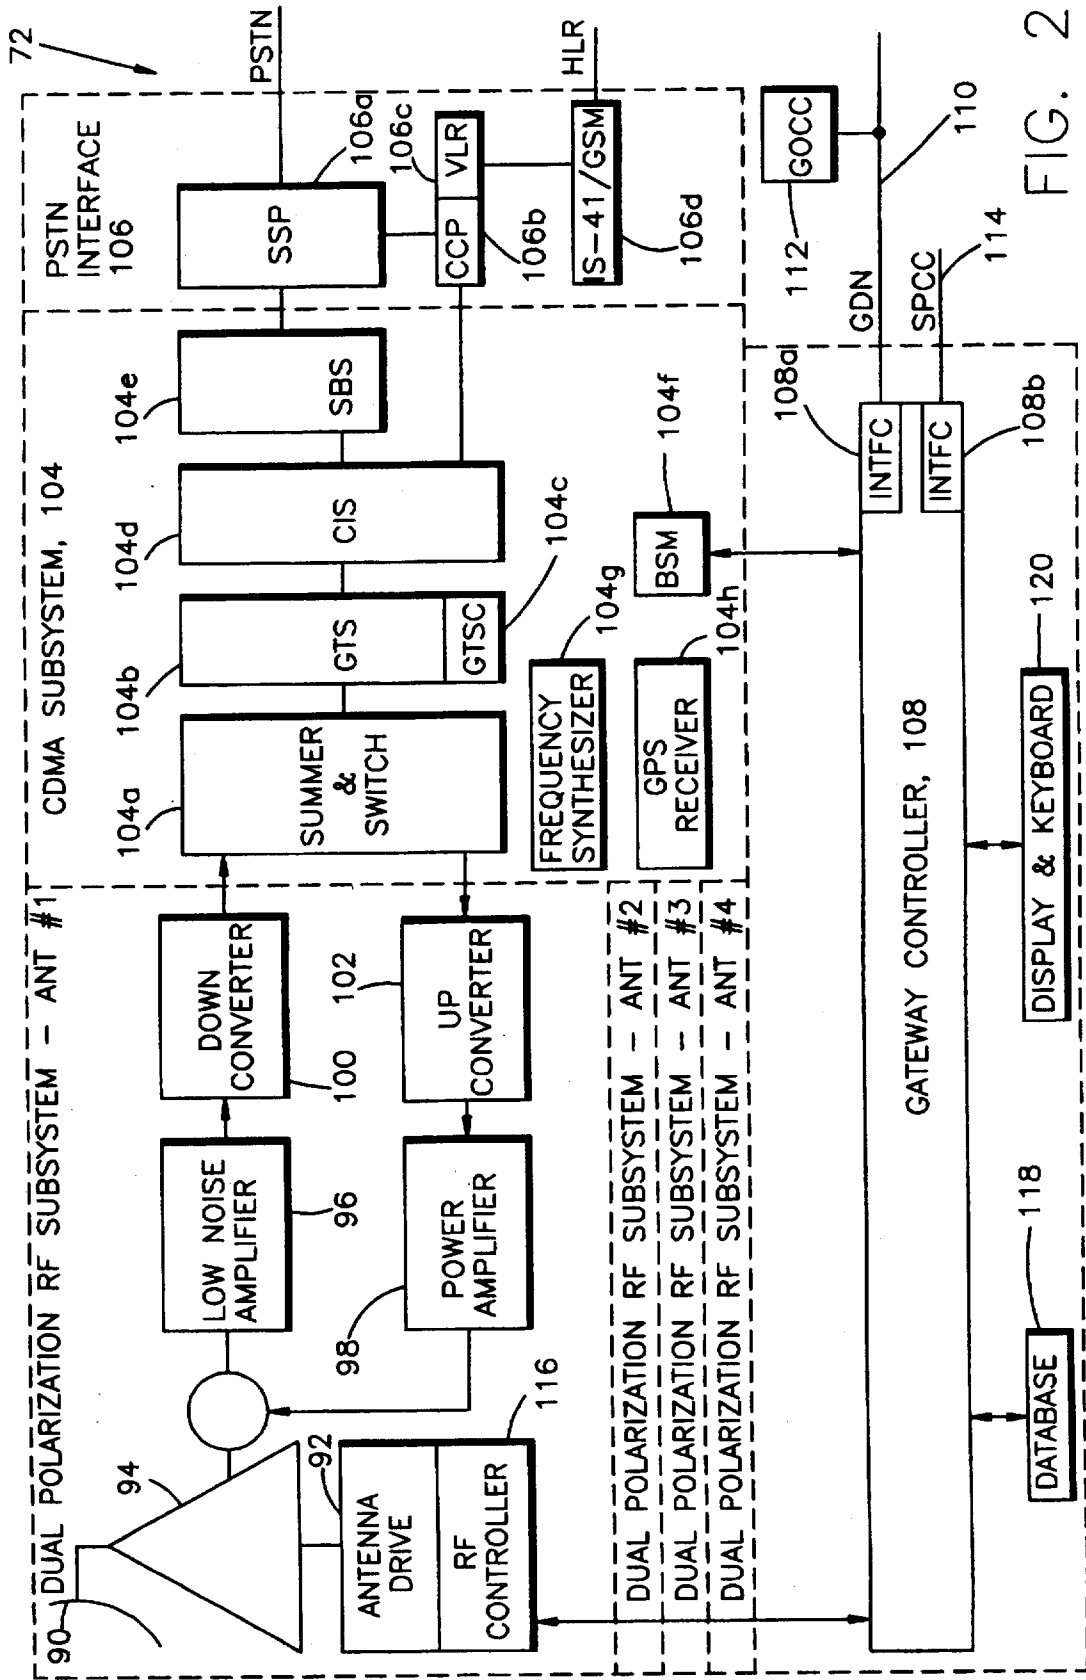 72
PSTN
INTERFACE
106
PSTN
SSP
106a
106c
CCP
VLR
106b
HLR
IS-41/GSM
106d
CDMA SUBSYSTEM, 104
104a
SUMMER
&
SWITCH
104b
GTS
GTSC
104c
104d
CIS
104e
SBS
FREQUENCY
SYNTHESIZER
104g
GPS
RECEIVER
104h
BSM
104f
DUAL POLARIZATION RF SUBSYSTEM - ANT #1
90
94
LOW NOISE
AMPLIFIER
96
DOWN
CONVERTER
100
102
UP
CONVERTER
POWER
AMPLIFIER
98
92
ANTENNA
DRIVE
RF
CONTROLLER
116
DUAL POLARIZATION RF SUBSYSTEM - ANT #2
DUAL POLARIZATION RF SUBSYSTEM - ANT #3
DUAL POLARIZATION RF SUBSYSTEM - ANT #4
GATEWAY CONTROLLER, 108
108a
INTFC
INTFC
108b
GDN
SPCC
114
112
GOCC
110
DATABASE
118
DISPLAY & KEYBOARD
120
FIG. 2